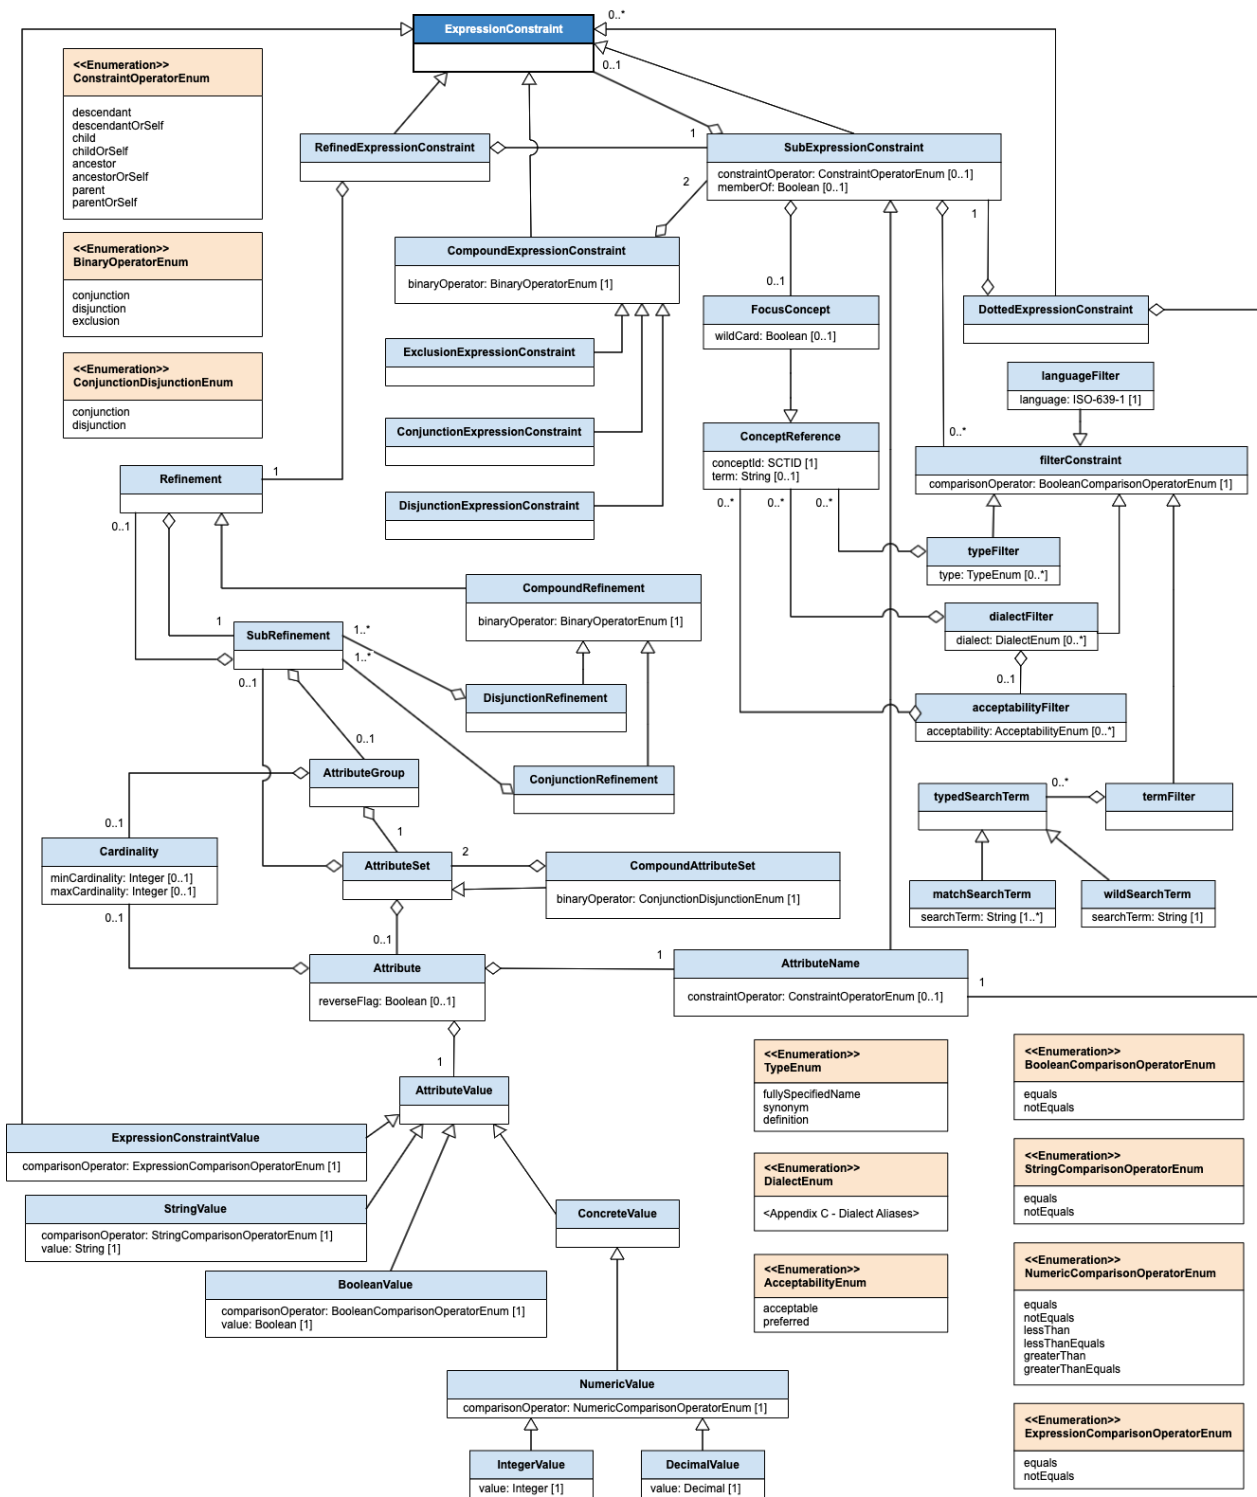 ExpressionConstraint
0..*
0..1
<<Enumeration>>
ConstraintOperatorEnum
descendant
descendantOrSelf
child
childOrSelf
ancestor
ancestorOrSelf
parent
parentOrSelf
RefinedExpressionConstraint
1
SubExpressionConstraint
constraintOperator: ConstraintOperatorEnum [0..1]
memberOf: Boolean [0..1]
2
1
<<Enumeration>>
BinaryOperatorEnum
conjunction
disjunction
exclusion
CompoundExpressionConstraint
binaryOperator: BinaryOperatorEnum [1]
0..1
FocusConcept
wildCard: Boolean [0..1]
DottedExpressionConstraint
<<Enumeration>>
ConjunctionDisjunctionEnum
conjunction
disjunction
ExclusionExpressionConstraint
languageFilter
language: ISO-639-1 [1]
ConjunctionExpressionConstraint
ConceptReference
conceptId: SCTID [1]
term: String [0..1]
0..*
filterConstraint
comparisonOperator: BooleanComparisonOperatorEnum [1]
Refinement
1
DisjunctionExpressionConstraint
0..*
0..*
0..*
0..1
typeFilter
type: TypeEnum [0..*]
CompoundRefinement
binaryOperator: BinaryOperatorEnum [1]
dialectFilter
dialect: DialectEnum [0..*]
1
SubRefinement
1..*
1..*
0..1
0..1
DisjunctionRefinement
acceptabilityFilter
acceptability: AcceptabilityEnum [0..*]
0..1
AttributeGroup
ConjunctionRefinement
0..*
typedSearchTerm
termFilter
0..1
1
Cardinality
minCardinality: Integer [0..1]
maxCardinality: Integer [0..1]
AttributeSet
2
CompoundAttributeSet
binaryOperator: ConjunctionDisjunctionEnum [1]
matchSearchTerm
searchTerm: String [1..*]
wildSearchTerm
searchTerm: String [1]
0..1
0..1
Attribute
reverseFlag: Boolean [0..1]
1
AttributeName
constraintOperator: ConstraintOperatorEnum [0..1]
1
1
AttributeValue
<<Enumeration>>
TypeEnum
fullySpecifiedName
synonym
definition
<<Enumeration>>
BooleanComparisonOperatorEnum
equals
notEquals
ExpressionConstraintValue
comparisonOperator: ExpressionComparisonOperatorEnum [1]
<<Enumeration>>
DialectEnum
<Appendix C - Dialect Aliases>
<<Enumeration>>
StringComparisonOperatorEnum
equals
notEquals
StringValue
comparisonOperator: StringComparisonOperatorEnum [1]
value: String [1]
ConcreteValue
BooleanValue
comparisonOperator: BooleanComparisonOperatorEnum [1]
value: Boolean [1]
<<Enumeration>>
AcceptabilityEnum
acceptable
preferred
<<Enumeration>>
NumericComparisonOperatorEnum
equals
notEquals
lessThan
lessThanEquals
greaterThan
greaterThanEquals
NumericValue
comparisonOperator: NumericComparisonOperatorEnum [1]
<<Enumeration>>
ExpressionComparisonOperatorEnum
equals
notEquals
IntegerValue
value: Integer [1]
DecimalValue
value: Decimal [1]